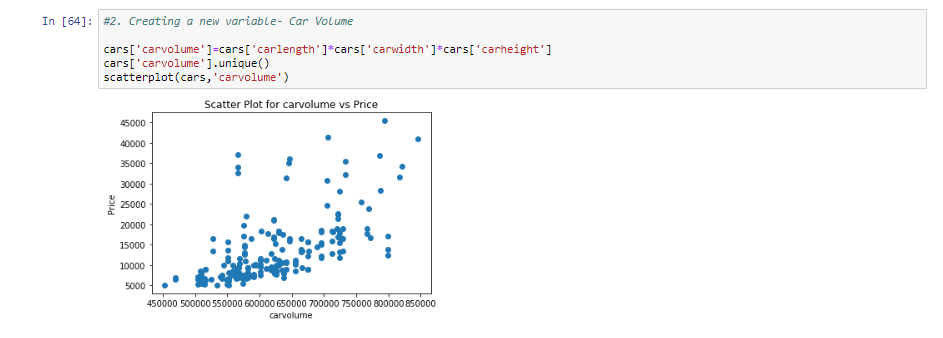 In [64]: #2. Creating a new variable- Car Volume
cars['carvolume']=cars['carlength']*cars['carwidth']*cars['carheight']
cars['carvolume'].unique()
scatterplot(cars,'carvolume')
Scatter Plot for carvolume vs Price
45000
40000
35000
30000
25000
20000
15000
10000
5000
Price
450000 500000 550000 600000 650000 700000 750000 800000 850000
carvolume